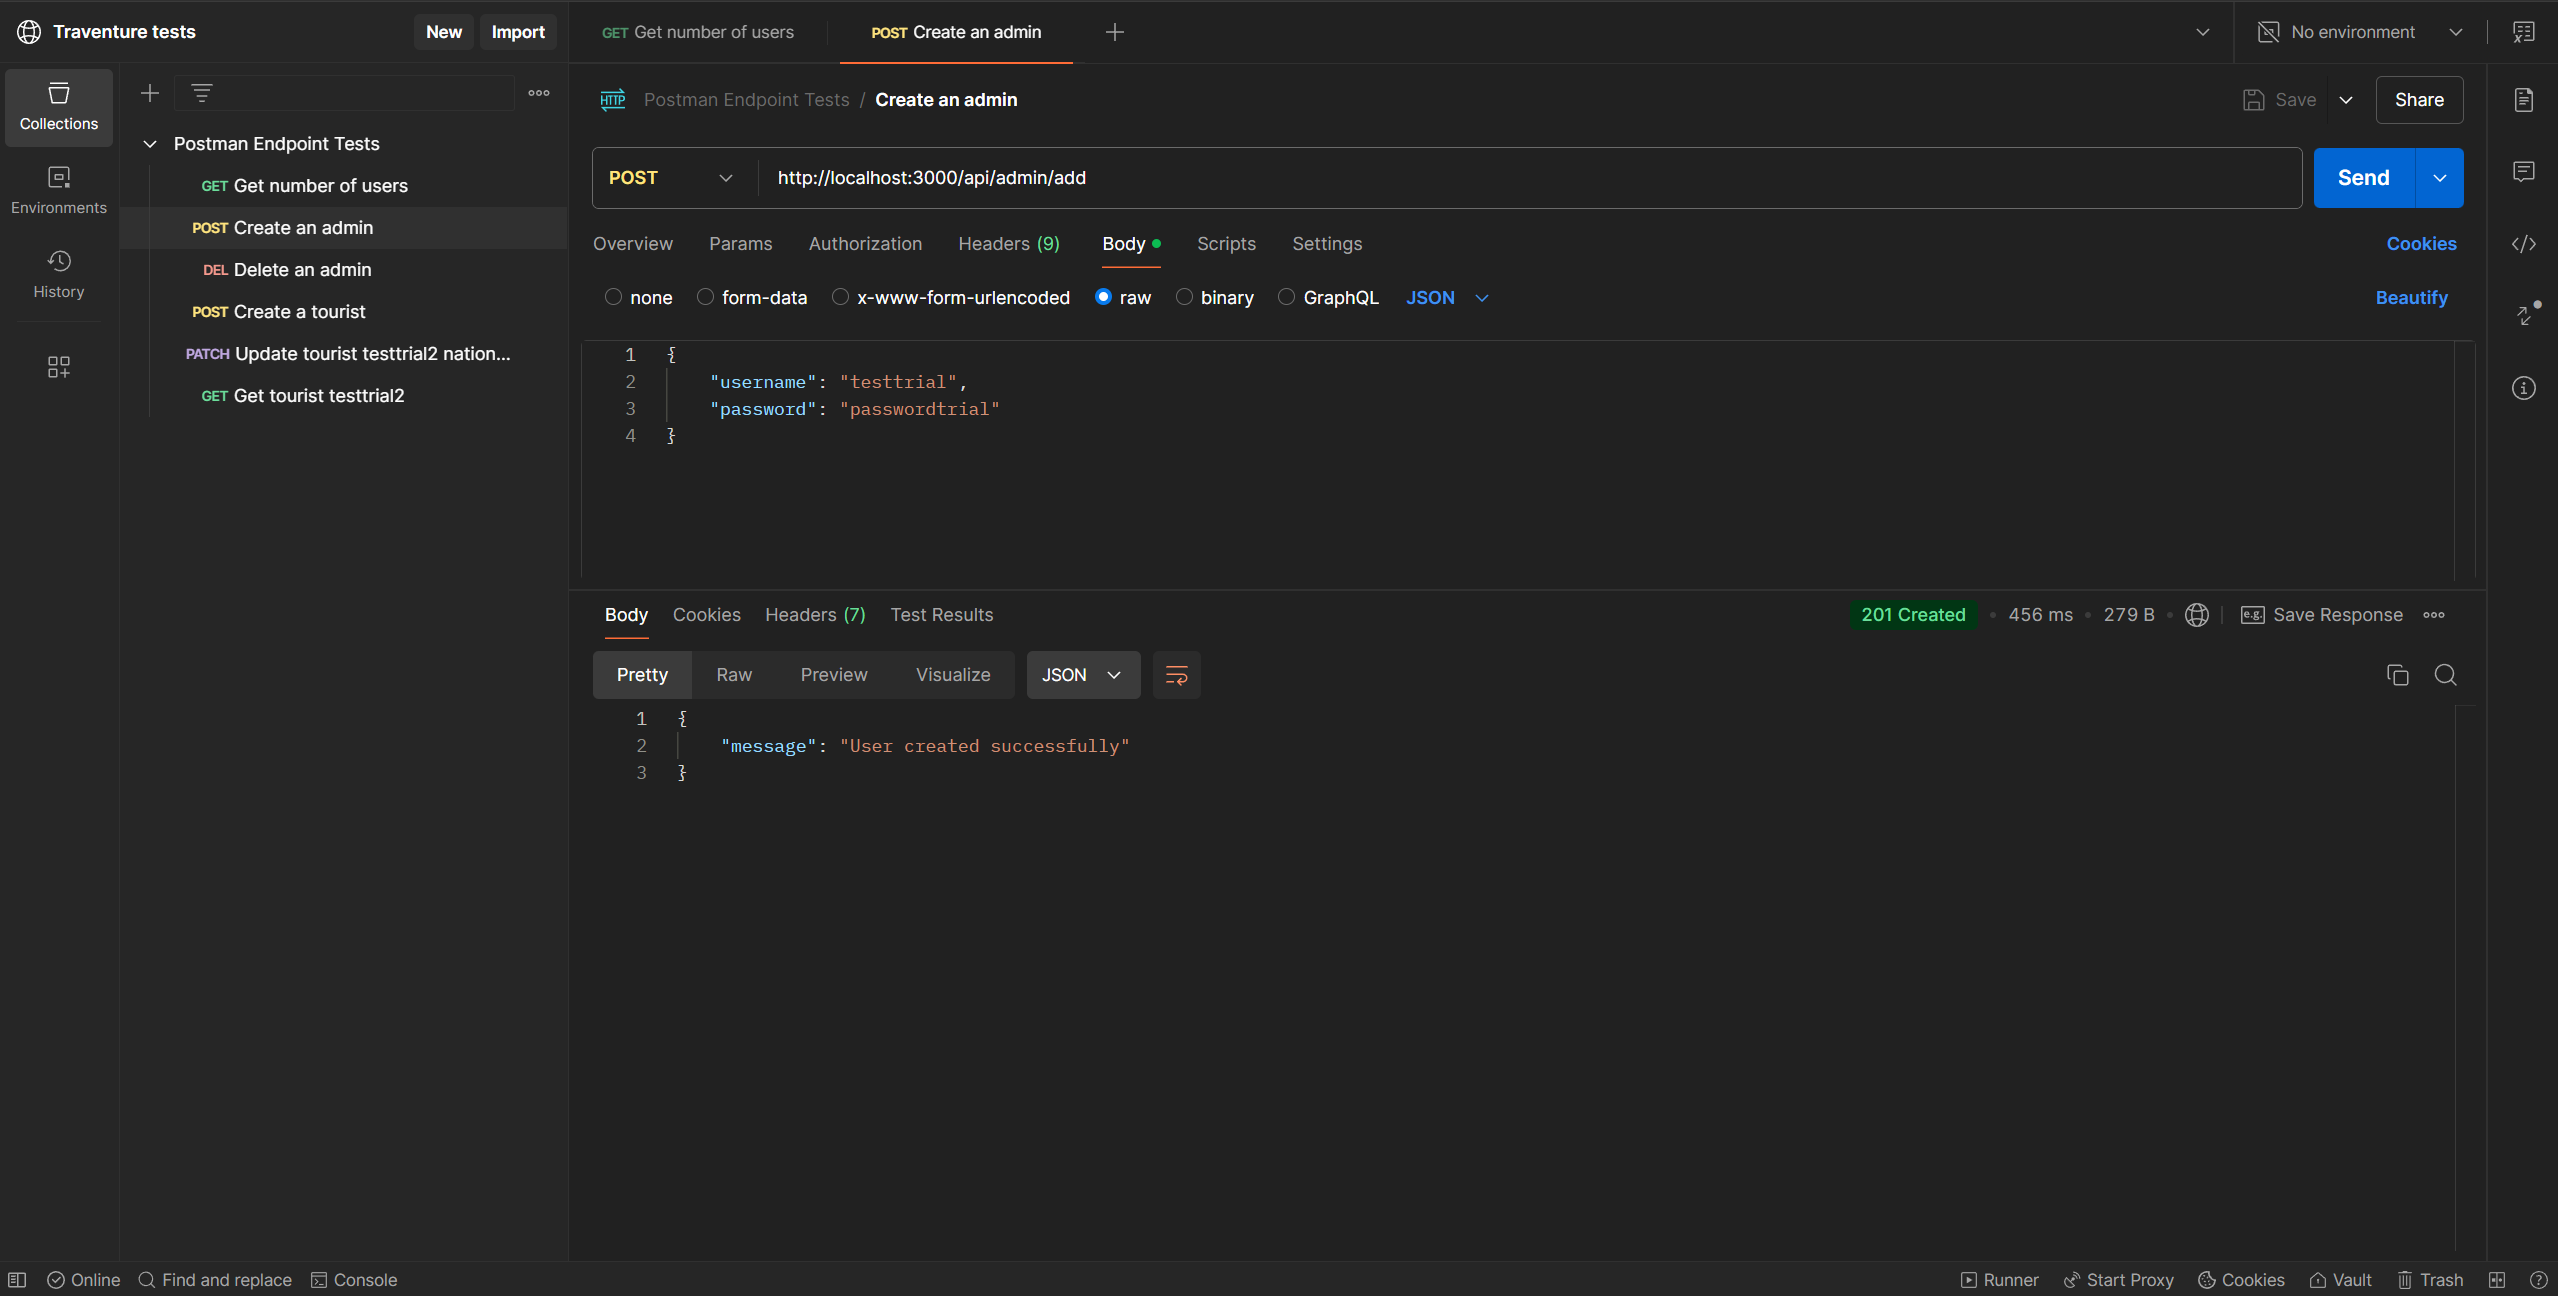 Traventure tests
New
Import
GET Get number of users
POST Create an admin
No environment
Collections
Environments
History
Postman Endpoint Tests
GET Get number of users
POST Create an admin
DEL Delete an admin
POST Create a tourist
PATCH Update tourist testtrial2 nation...
GET Get tourist testtrial2
HTTP Postman Endpoint Tests / Create an admin
Save
Share
POST http://localhost:3000/api/admin/add
Send
Overview Params Authorization Headers (9) Body Scripts Settings
Cookies
none form-data x-www-form-urlencoded raw binary GraphQL JSON
Beautify
1 {
2 "username": "testtrial",
3 "password": "passwordtrial"
4 }
Body Cookies Headers (7) Test Results
201 Created • 456 ms • 279 B •
e.g. Save Response
Pretty Raw Preview Visualize JSON
1 {
2 "message": "User created successfully"
3 }
Online Find and replace Console
Runner Start Proxy Cookies Vault Trash